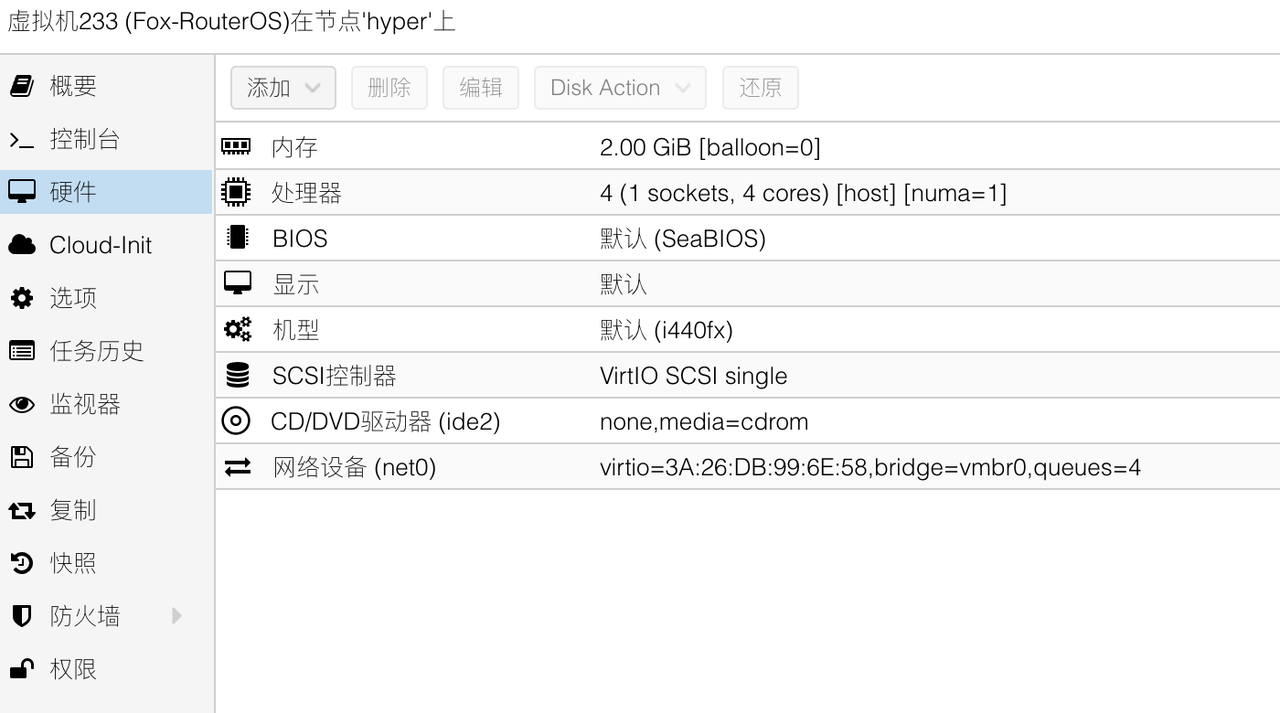 虚拟机233 (Fox-RouterOS)在节点'hyper'上
概要
控制台
硬件
Cloud-Init
选项
任务历史
监视器
备份
复制
快照
防火墙
权限
添加 删除 编辑 Disk Action 还原
内存 2.00 GiB [balloon=0]
处理器 4 (1 sockets, 4 cores) [host] [numa=1]
BIOS 默认 (SeaBIOS)
显示 默认
机型 默认 (i440fx)
SCSI控制器 VirtIO SCSI single
CD/DVD驱动器 (ide2) none,media=cdrom
网络设备 (net0) virtio=3A:26:DB:99:6E:58,bridge=vmbr0,queues=4